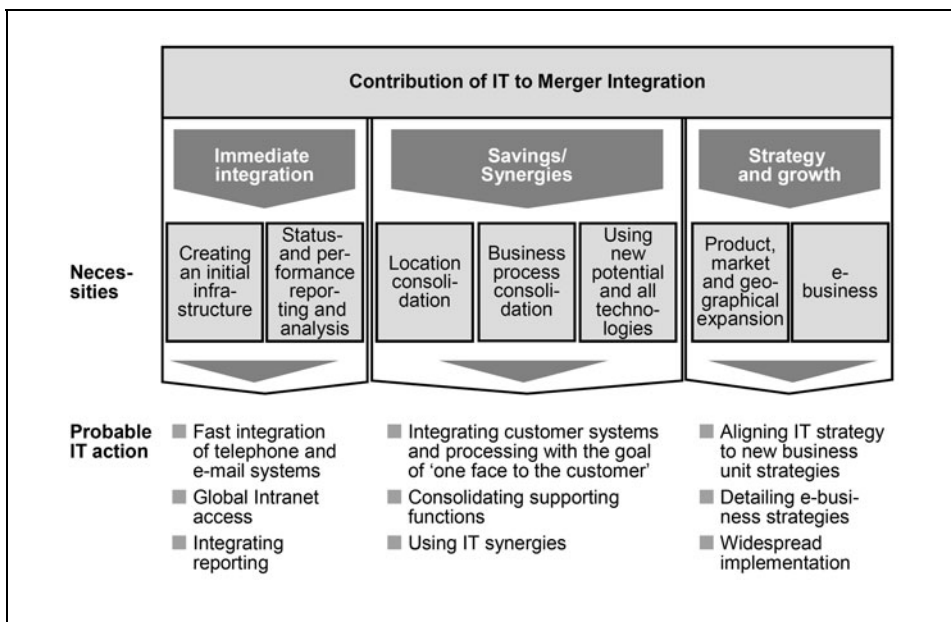 Contribution of IT to Merger Integration
Immediate
integration
Savings/
Synergies
Strategy
and growth
Neces-
sities
Creating
an initial
infra-
structure
Status-
and per-
formance
repor-
ting and
analysis
Location
consoli-
dation
Business
process
consoli-
dation
Using
new
potential
and all
techno-
logies
Product,
market
and geo-
graphical
expansion
e-
business
Probable
IT action
Fast integration
of telephone and
e-mail systems
Global Intranet
access
Integrating
reporting
Integrating customer systems
and processing with the goal
of ‘one face to the customer’
Consolidating supporting
functions
Using IT synergies
Aligning IT strategy
to new business
unit strategies
Detailing e-busi-
ness strategies
Widespread
implementation